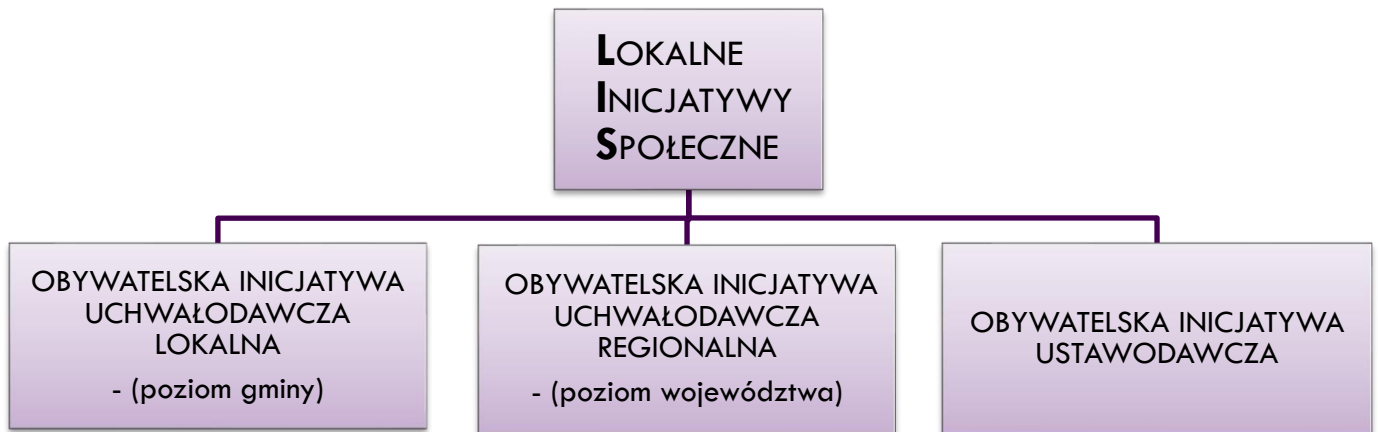 LOKALNE
INICJATYWY
SPOŁECZNE
OBYWATELSKA INICJATYWA
UCHWAŁODAWCZA
LOKALNA
- (poziom gminy)
OBYWATELSKA INICJATYWA
UCHWAŁODAWCZA
REGIONALNA
- (poziom województwa)
OBYWATELSKA INICJATYWA
USTAWODAWCZA